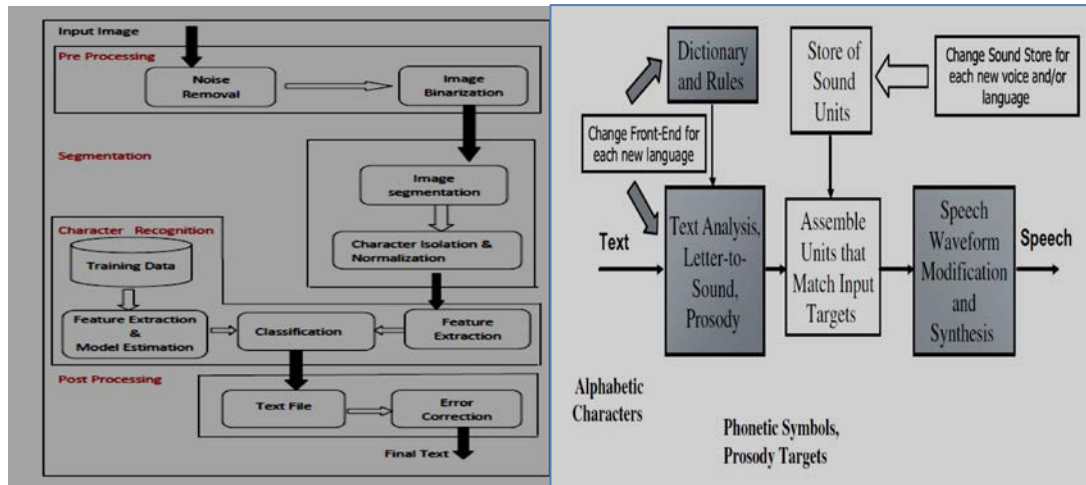 Input Image
Pre Processing
Noise
Removal
Image
Binarization
Segmentation
Image
segmentation
Character Isolation &
Normalization
Character Recognition
Training Data
Feature Extraction
&
Model Estimation
Classification
Feature
Extraction
Post Processing
Text File
Error
Correction
Final Text
Dictionary
and Rules
Store of
Sound
Units
Change Sound Store for
each new voice and/or
language
Change Front-End for
each new language
Text
Text Analysis,
Letter-to-
Sound,
Prosody
Assemble
Units that
Match Input
Targets
Speech
Waveform
Modification
and
Synthesis
Speech
Alphabetic
Characters
Phonetic Symbols,
Prosody Targets